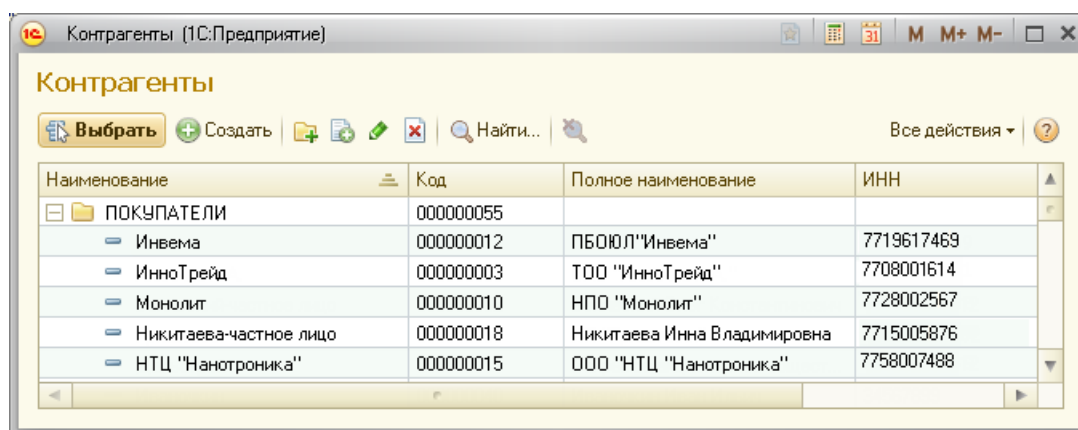 1С Контрагенты (1С:Предприятие) 31 M M+ M-
Контрагенты
Выбрать Создать Найти... Все действия ?
Наименование Код Полное наименование ИНН
ПОКУПАТЕЛИ 000000055
Инвема 000000012 ПБОЮЛ"Инвема" 7719617469
ИнноТрейд 000000003 ТОО "ИнноТрейд" 7708001614
Монолит 000000010 НПО "Монолит" 7728002567
Никитаева-частное лицо 000000018 Никитаева Инна Владимировна 7715005876
НТЦ "Нанотроника" 000000015 ООО "НТЦ "Нанотроника" 7758007488